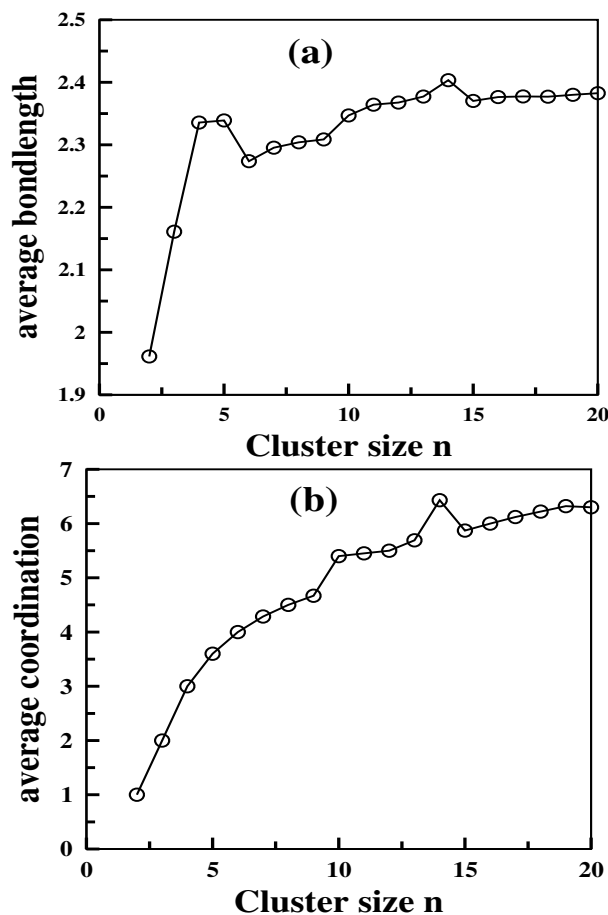 (a)
average bondlength
2.5
2.4
2.3
2.2
2.1
2
1.9
0 5 10 15 20
Cluster size n
(b)
average coordination
7
6
5
4
3
2
1
0
0 5 10 15 20
Cluster size n